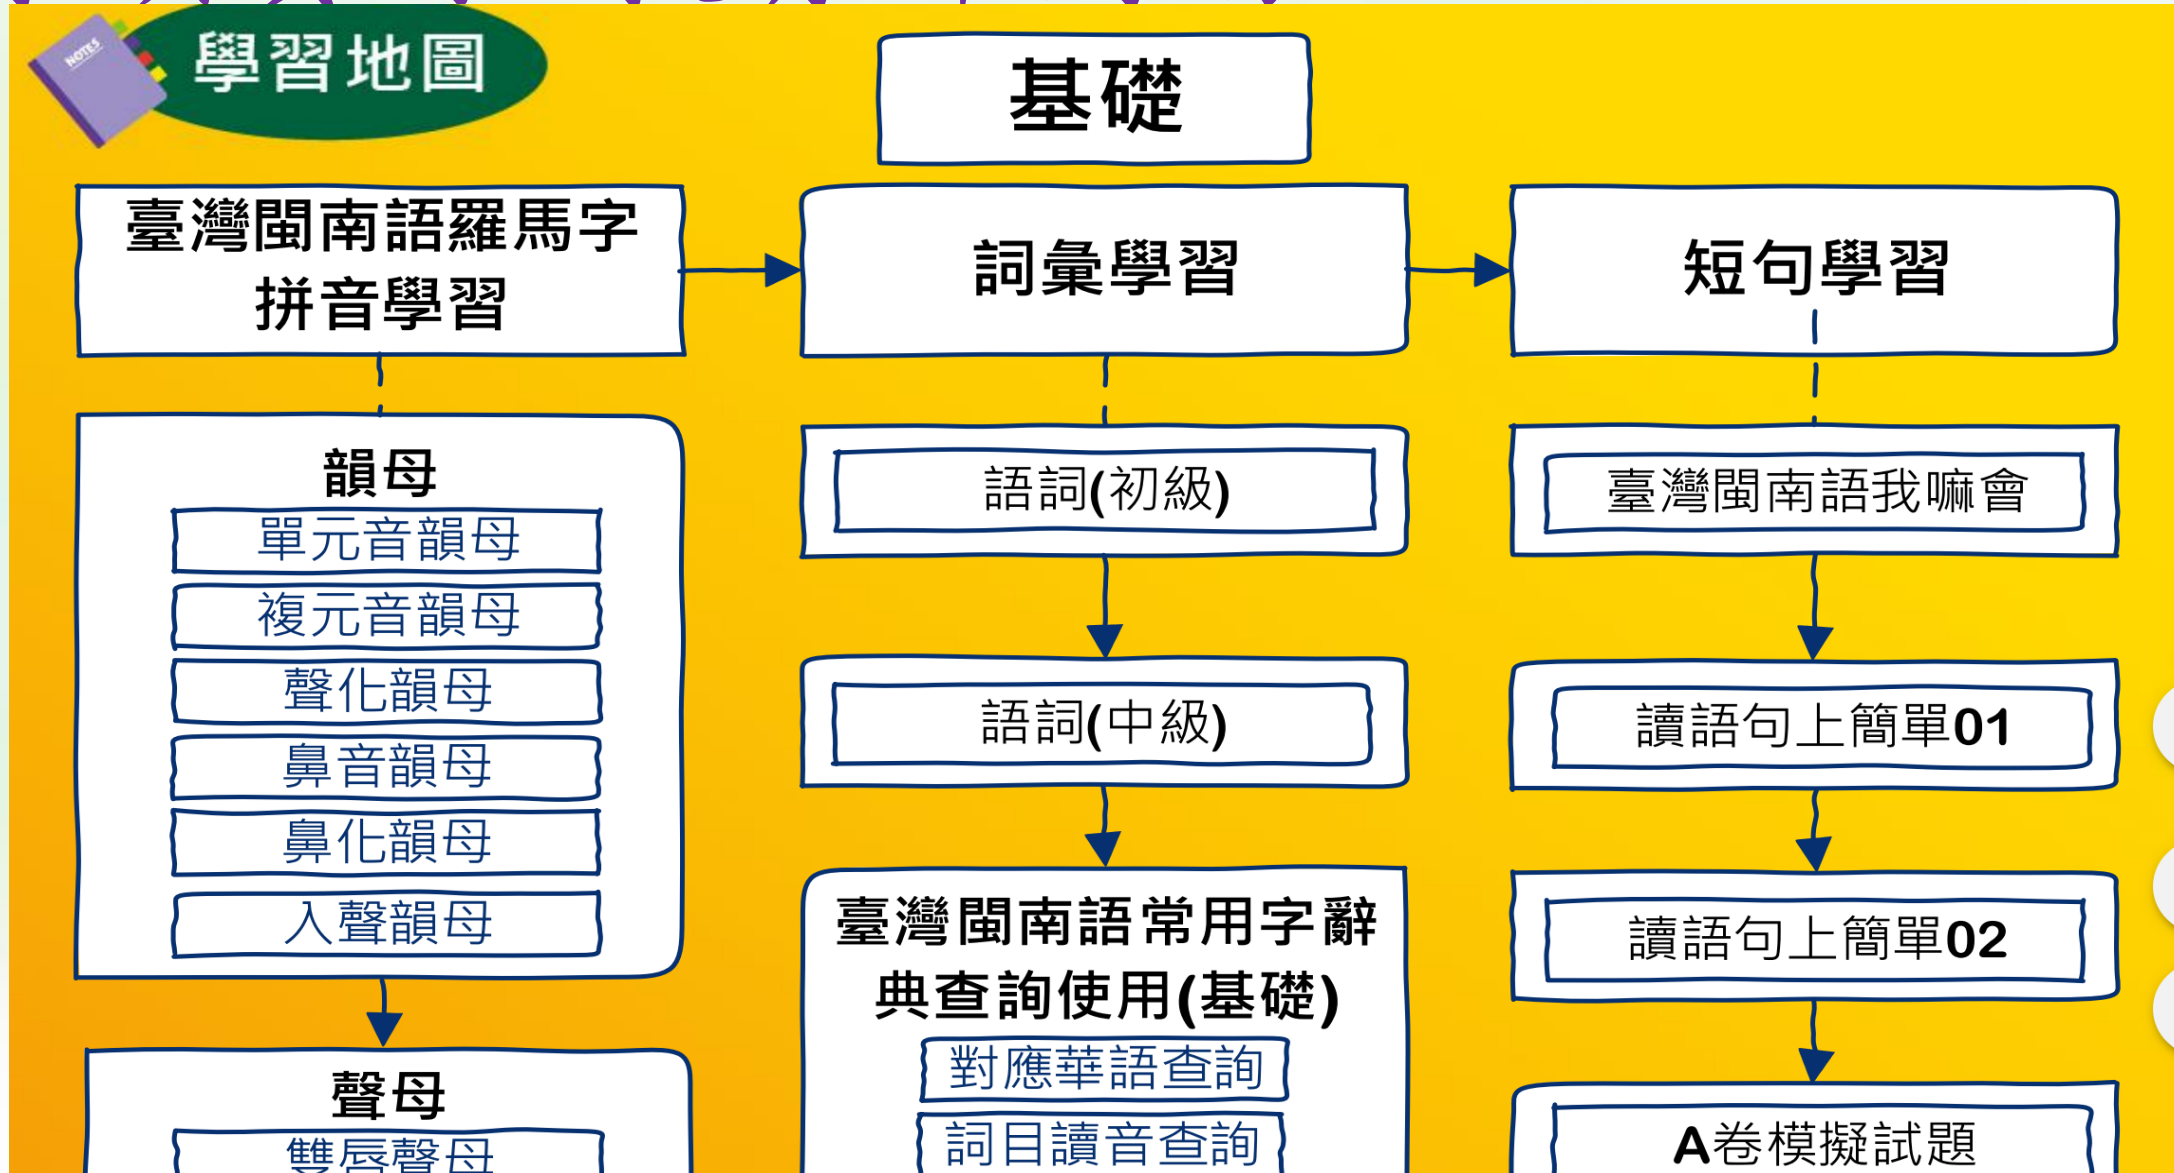 NOTES
學習地圖
基礎
臺灣閩南語羅馬字
拼音學習
韻母
單元音韻母
複元音韻母
聲化韻母
鼻音韻母
鼻化韻母
入聲韻母
聲母
雙唇聲母
詞彙學習
語詞(初級)
語詞(中級)
臺灣閩南語常用字辭
典查詢使用(基礎)
對應華語查詢
詞目讀音查詢
短句學習
臺灣閩南語我嘛會
讀語句上簡單01
讀語句上簡單02
A卷模擬試題